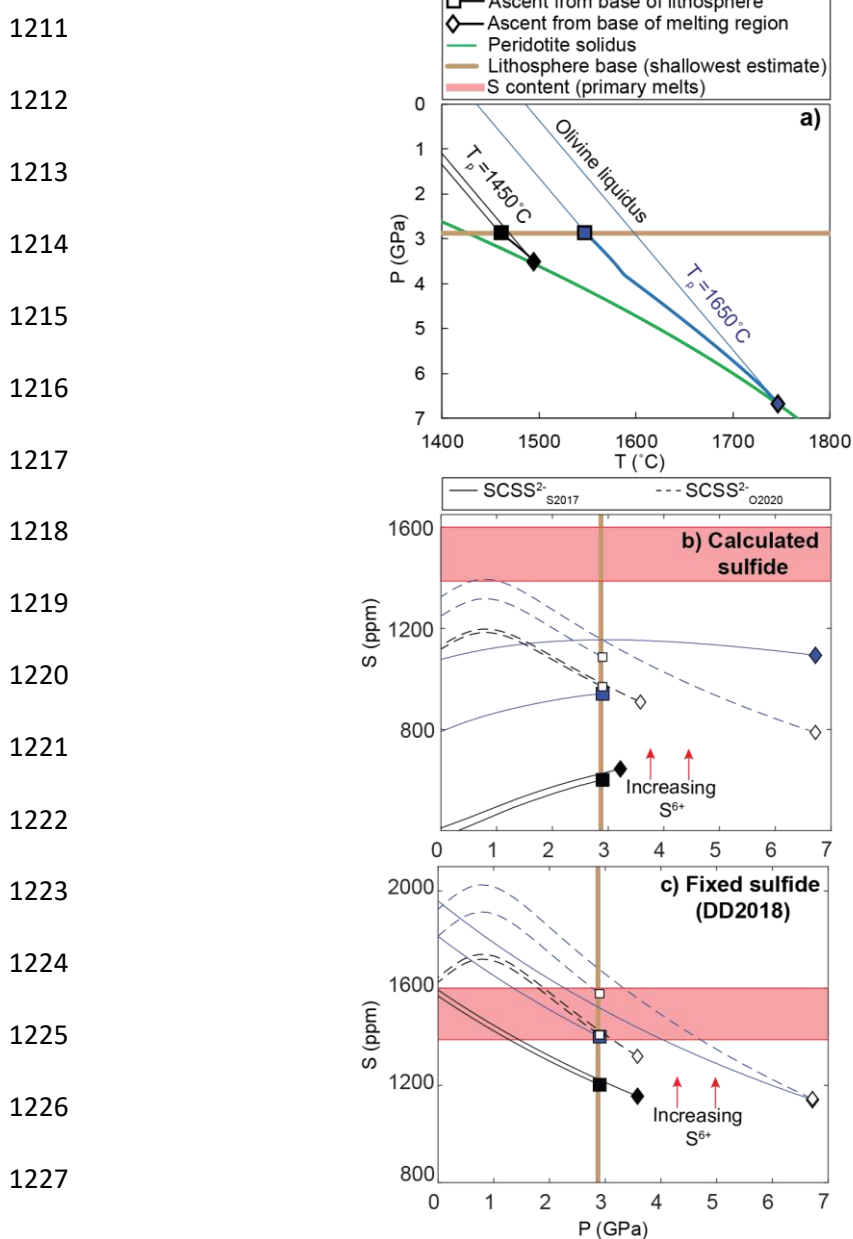 Ascent from base of lithosphere
Ascent from base of melting region
Peridotite solidus
Lithosphere base (shallowest estimate)
S content (primary melts)
1211
1212
1213
1214
1215
1216
1217
1218
1219
1220
1221
1222
1223
1224
1225
1226
1227
a)
0
1
2
3
4
5
6
7
P (GPa)
Olivine liquidus
Tp=1450°C
Tp=1650°C
1400
1500
1600
1700
1800
T (°C)
SCSS2-S2017
SCSS2-O2020
b) Calculated
sulfide
1600
1200
800
S (ppm)
Increasing
S6+
0 1 2 3 4 5 6 7
c) Fixed sulfide
(DD2018)
2000
1600
1200
800
S (ppm)
Increasing
S6+
0 1 2 3 4 5 6 7
P (GPa)